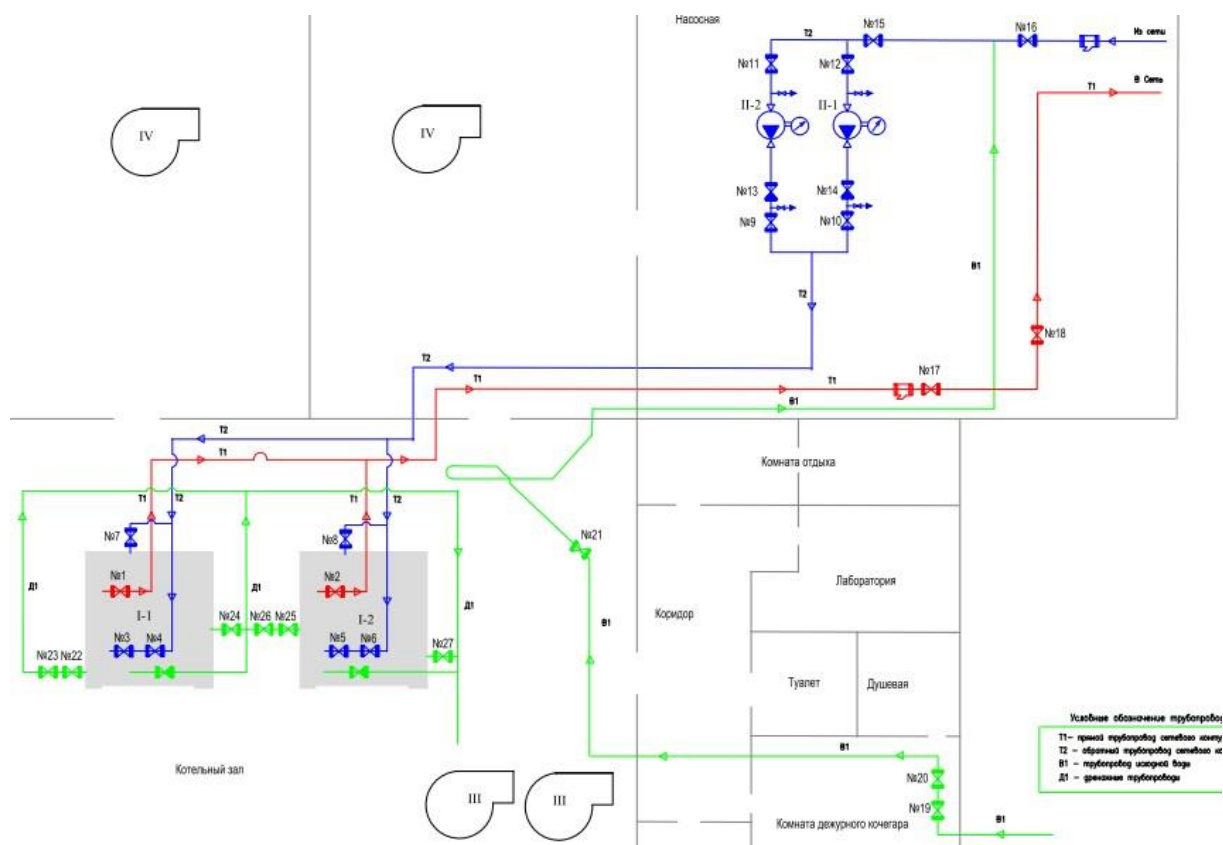 Насосная
Т2
№15
№16
Из сети
№11
№12
В Сеть
Т1
IV
IV
II-2
II-1
№13
№14
№9
№10
В1
Т2
№18
Т2
№17
Т1
Т1
В1
Т2
Т1
Комната отдыха
Т1
Т2
Т1
Т2
№7
№8
№21
№1
№2
Лаборатория
Д1
Д1
Д1
I-1
I-2
№24
№26
№25
Коридор
В1
№3
№4
№5
№6
№27
№23
№22
Туалет
Душевая
Условные обозначение трубопровод
Т1– прямой трубопровод сетевого конту
Т2 – обратный трубопровод сетевого ко
В1 – трубопровод исходной воды
Д1 – дренажные трубопроводы
В1
Котельный зал
№20
III
III
№19
Комната дежурного кочегара
В1